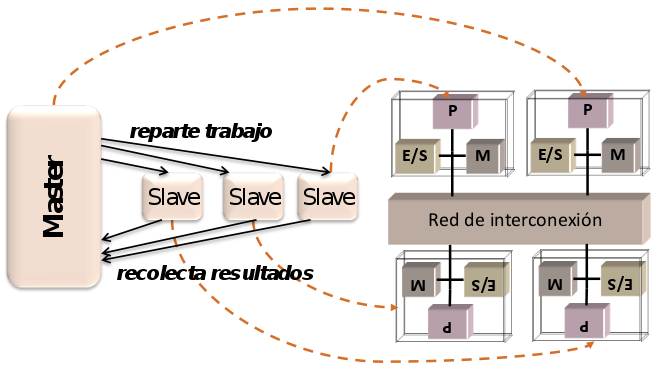 Master
reparte trabajo
Slave
Slave
Slave
recolecta resultados
P
E/S
M
P
E/S
M
Red de interconexión
M
E/S
P
M
E/S
P